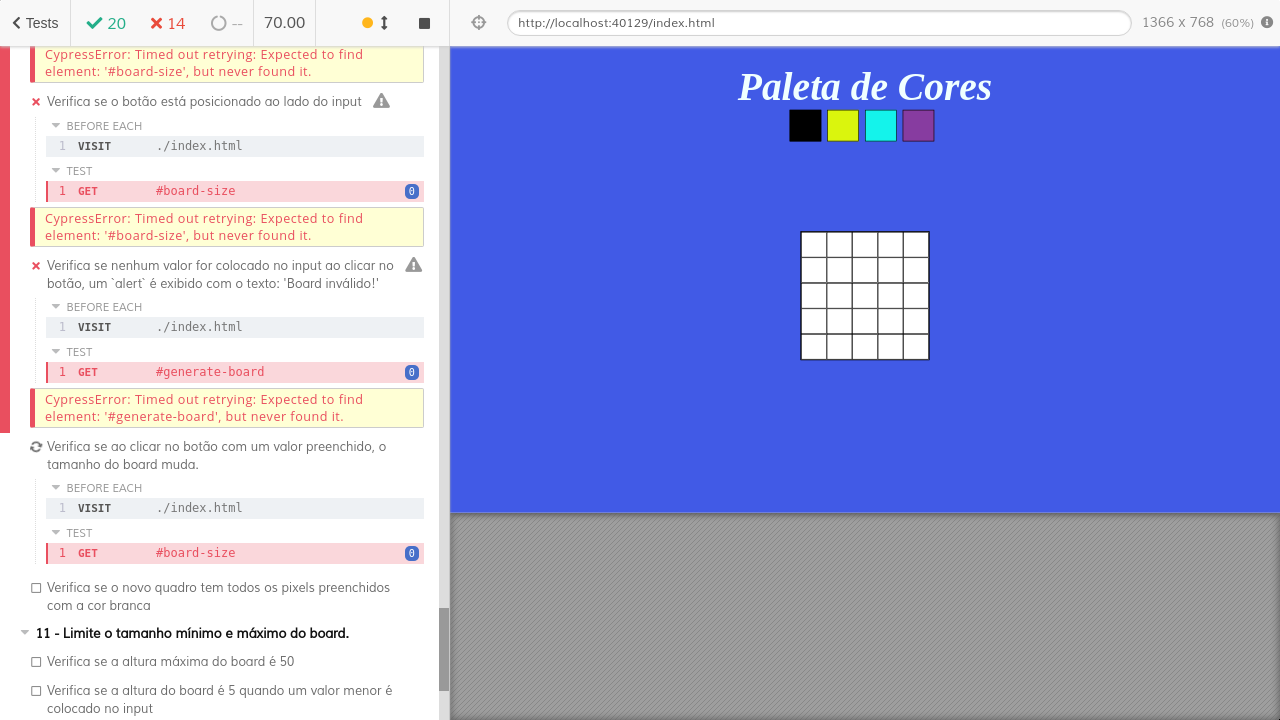 Tests
20
14
--
70.00
http://localhost:40129/index.html
1366 x 768 (60%)
CypressError: Timed out retrying: Expected to find
element: '#board-size', but never found it.
Verifica se o botão está posicionado ao lado do input
BEFORE EACH
1 VISIT ./index.html
TEST
1 GET #board-size 0
CypressError: Timed out retrying: Expected to find
element: '#board-size', but never found it.
Verifica se nenhum valor for colocado no input ao clicar no
botão, um `alert` é exibido com o texto: 'Board inválido!'
BEFORE EACH
1 VISIT ./index.html
TEST
1 GET #generate-board 0
CypressError: Timed out retrying: Expected to find
element: '#generate-board', but never found it.
Verifica se ao clicar no botão com um valor preenchido, o
tamanho do board muda.
BEFORE EACH
1 VISIT ./index.html
TEST
1 GET #board-size 0
Verifica se o novo quadro tem todos os pixels preenchidos
com a cor branca
11 - Limite o tamanho mínimo e máximo do board.
Verifica se a altura máxima do board é 50
Verifica se a altura do board é 5 quando um valor menor é
colocado no input
Paleta de Cores